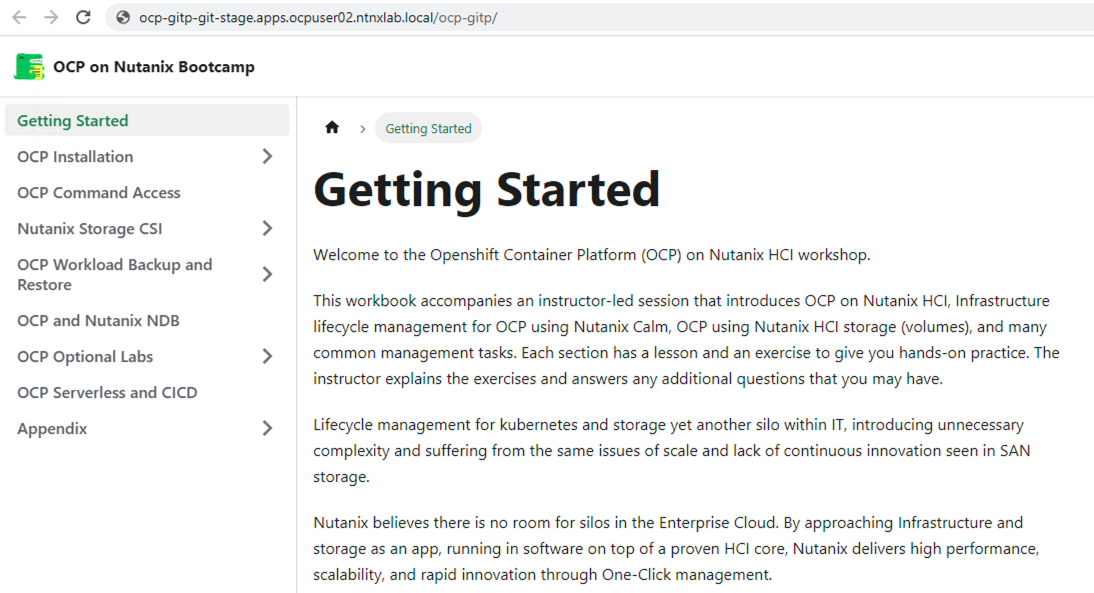 ocp-gitp-git-stage.apps.ocpuser02.ntnxlab.local/ocp-gitp/
OCP on Nutanix Bootcamp
Getting Started
OCP Installation
OCP Command Access
Nutanix Storage CSI
OCP Workload Backup and
Restore
OCP and Nutanix NDB
OCP Optional Labs
OCP Serverless and CICD
Appendix
Getting Started
Getting Started
Welcome to the Openshift Container Platform (OCP) on Nutanix HCI workshop.
This workbook accompanies an instructor-led session that introduces OCP on Nutanix HCI, Infrastructure
lifecycle management for OCP using Nutanix Calm, OCP using Nutanix HCI storage (volumes), and many
common management tasks. Each section has a lesson and an exercise to give you hands-on practice. The
instructor explains the exercises and answers any additional questions that you may have.
Lifecycle management for kubernetes and storage yet another silo within IT, introducing unnecessary
complexity and suffering from the same issues of scale and lack of continuous innovation seen in SAN
storage.
Nutanix believes there is no room for silos in the Enterprise Cloud. By approaching Infrastructure and
storage as an app, running in software on top of a proven HCI core, Nutanix delivers high performance,
scalability, and rapid innovation through One-Click management.